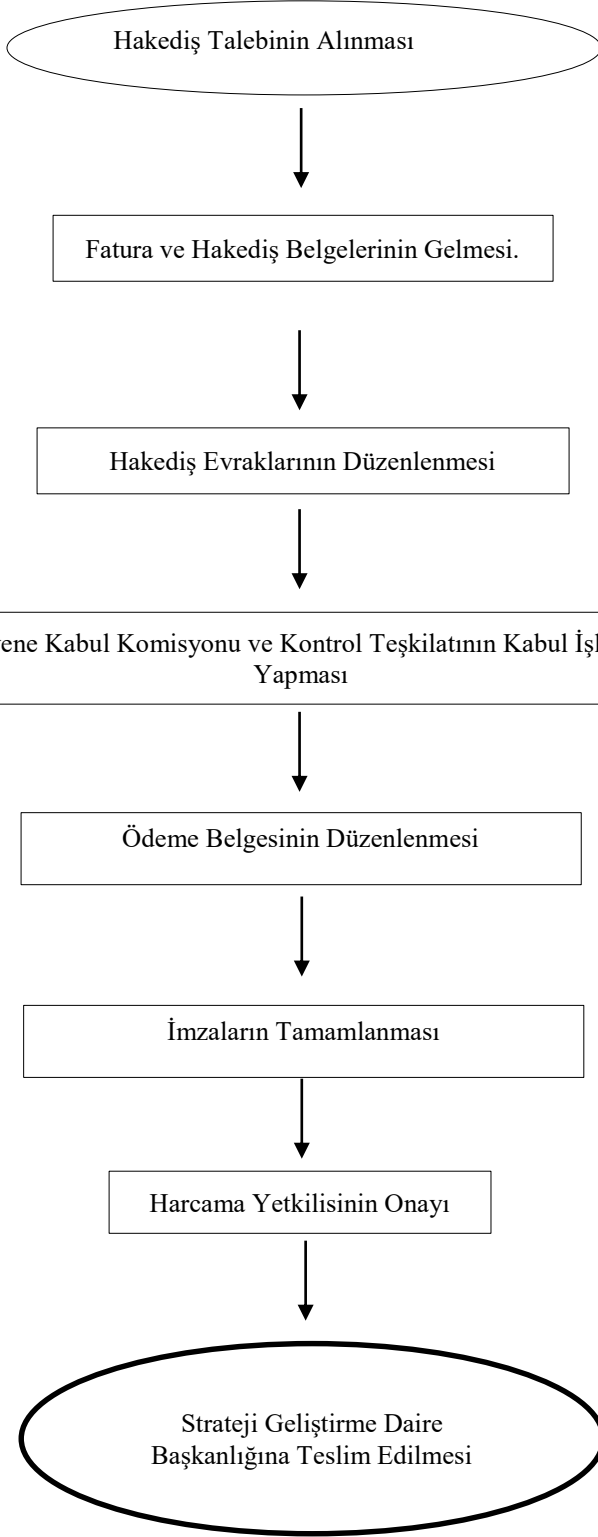 Hakediş Talebinin Alınması
Fatura ve Hakediş Belgelerinin Gelmesi.
Hakediş Evraklarının Düzenlenmesi
Kabul Komisyonu ve Kontrol Teşkilatının Kabul
Yapması
Ödeme Belgesinin Düzenlenmesi
İmzaların Tamamlanması
Harcama Yetkilisinin Onayı
Strateji Geliştirme Daire
Başkanlığına Teslim Edilmesi